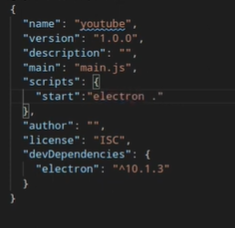 {
"name": "youtube",
"version": "1.0.0",
"description": "",
"main": "main.js",
"scripts": {
"start":"electron ."
},
"author": "",
"license": "ISC",
"devDependencies": {
"electron": "^10.1.3"
}
}